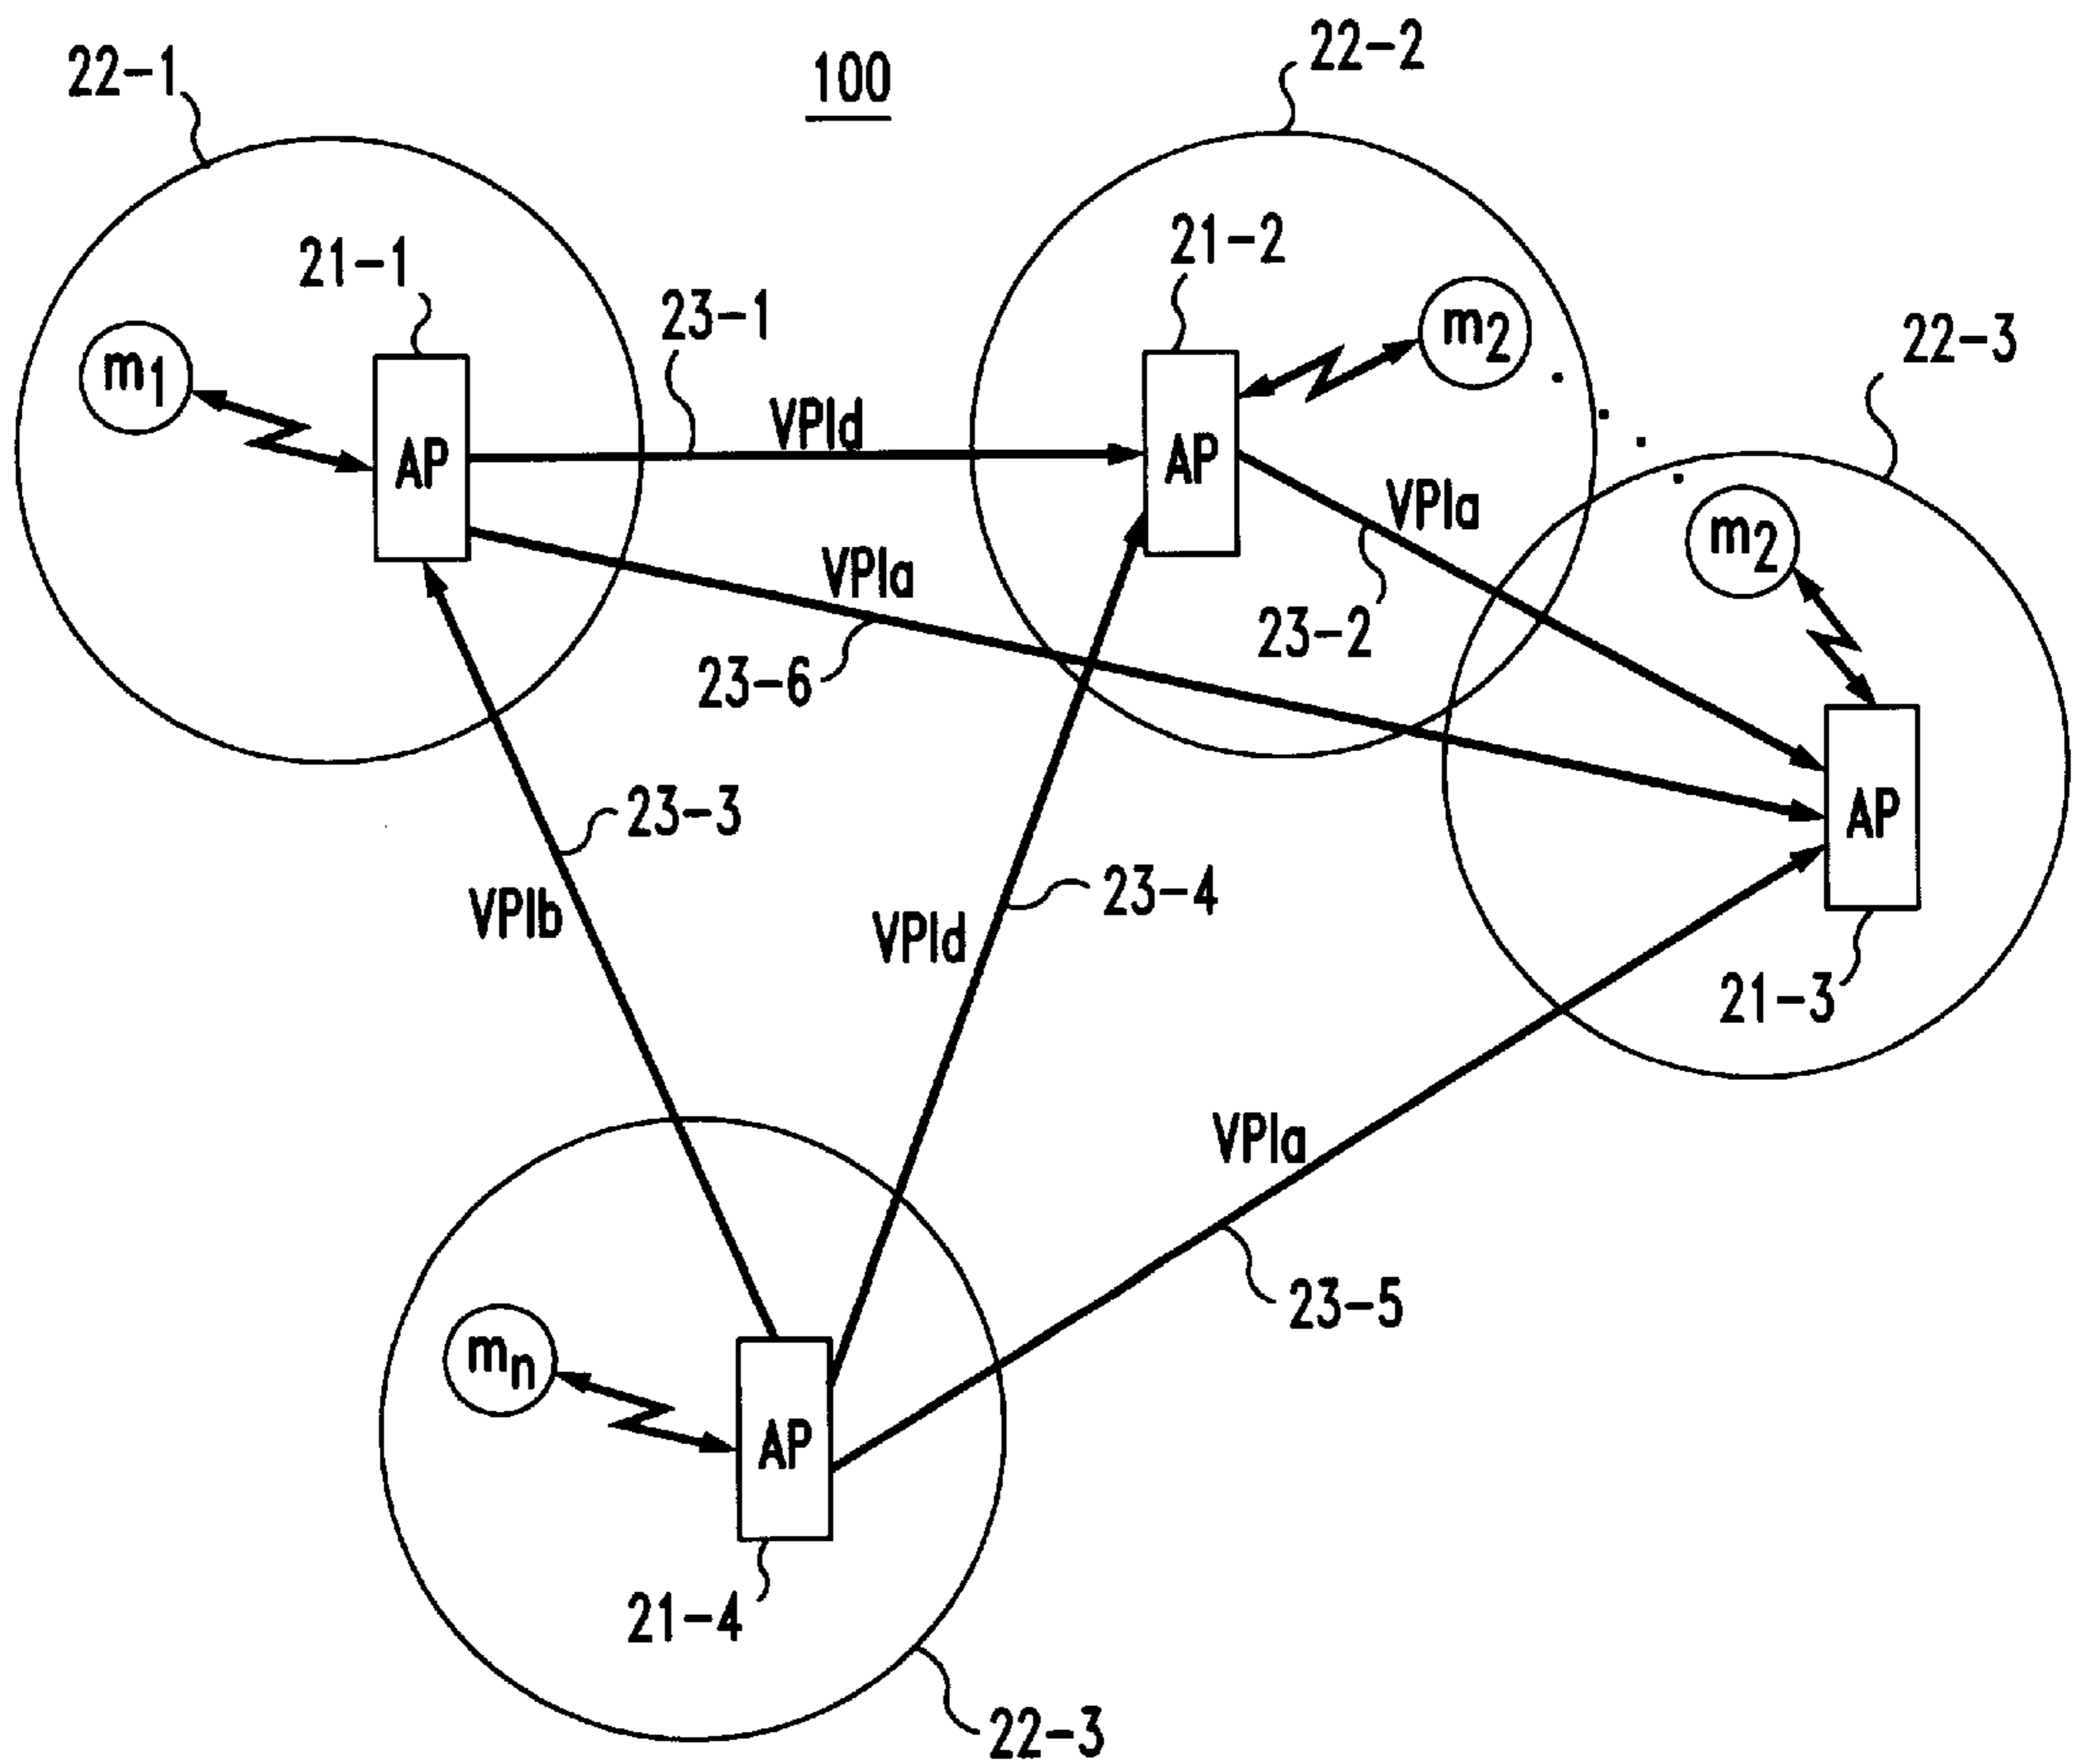 22-1
100
22-2
21-1
21-2
23-1
m2
22-3
m1
VPId
AP
AP
VPIa
m2
VPIa
23-2
23-6
23-3
AP
23-4
VPIb
VPId
21-3
VPIa
23-5
mn
AP
21-4
22-3